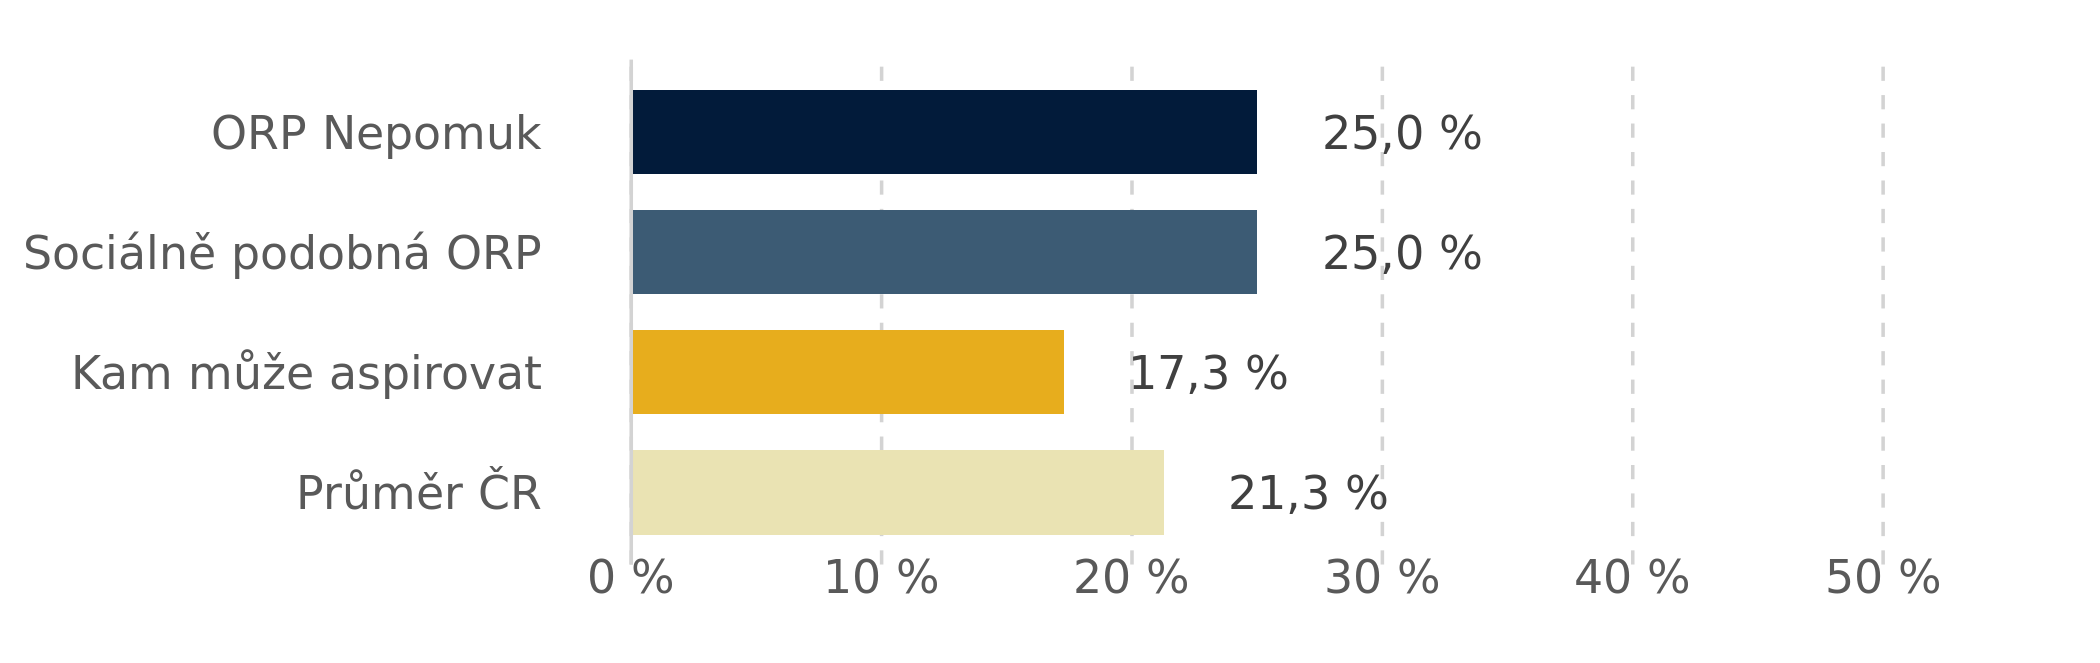 ORP Nepomuk 25,0 %
Sociálně podobná ORP 25,0 %
Kam může aspirovat 17,3 %
Průměr ČR 21,3 %
0 % 10 % 20 % 30 % 40 % 50 %